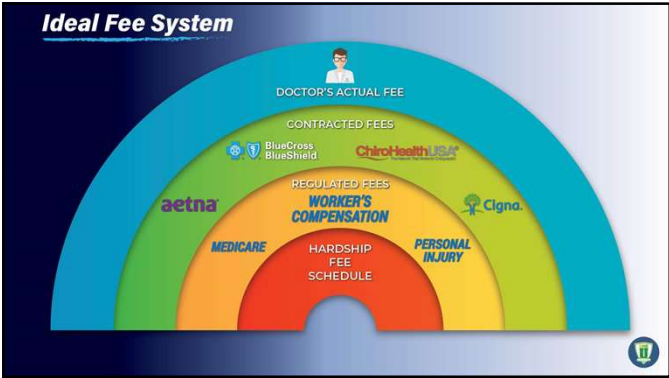 Ideal Fee System
DOCTOR'S ACTUAL FEE
CONTRACTED FEES
BlueCross
BlueShield
ChiroHealthUSA®
aetna
REGULATED FEES
WORKER'S
COMPENSATION
Cigna.
MEDICARE
PERSONAL
INJURY
HARDSHIP
FEE
SCHEDULE